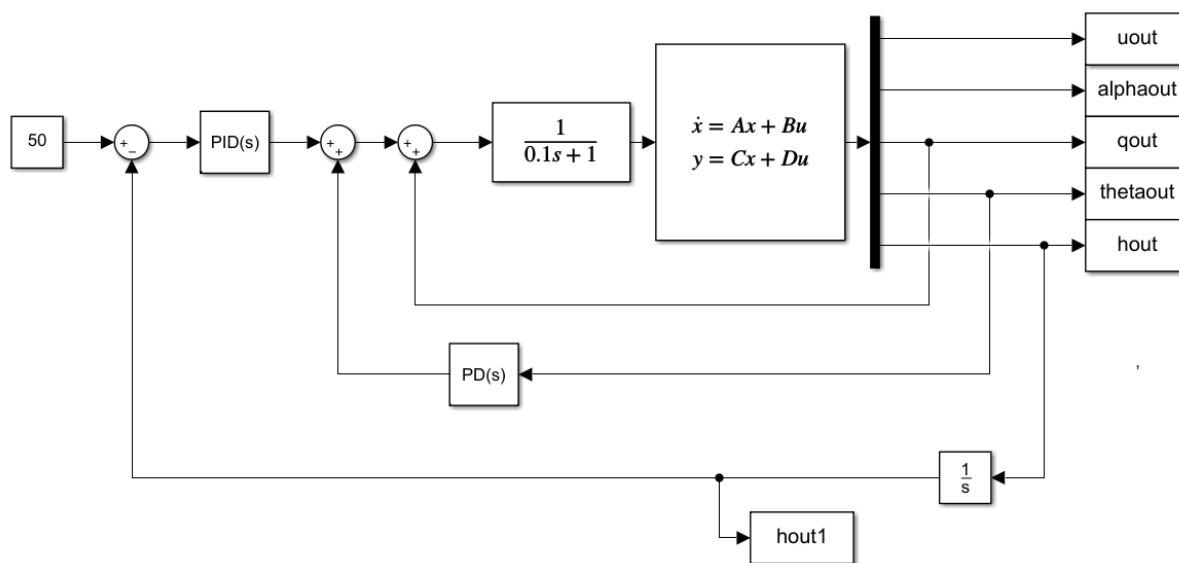 uout
alphaout
50
+
−
PID(s)
+
+
+
+
1
0.1s + 1
ẋ = Ax + Bu
y = Cx + Du
qout
thetaout
hout
PD(s)
,
1
s
hout1